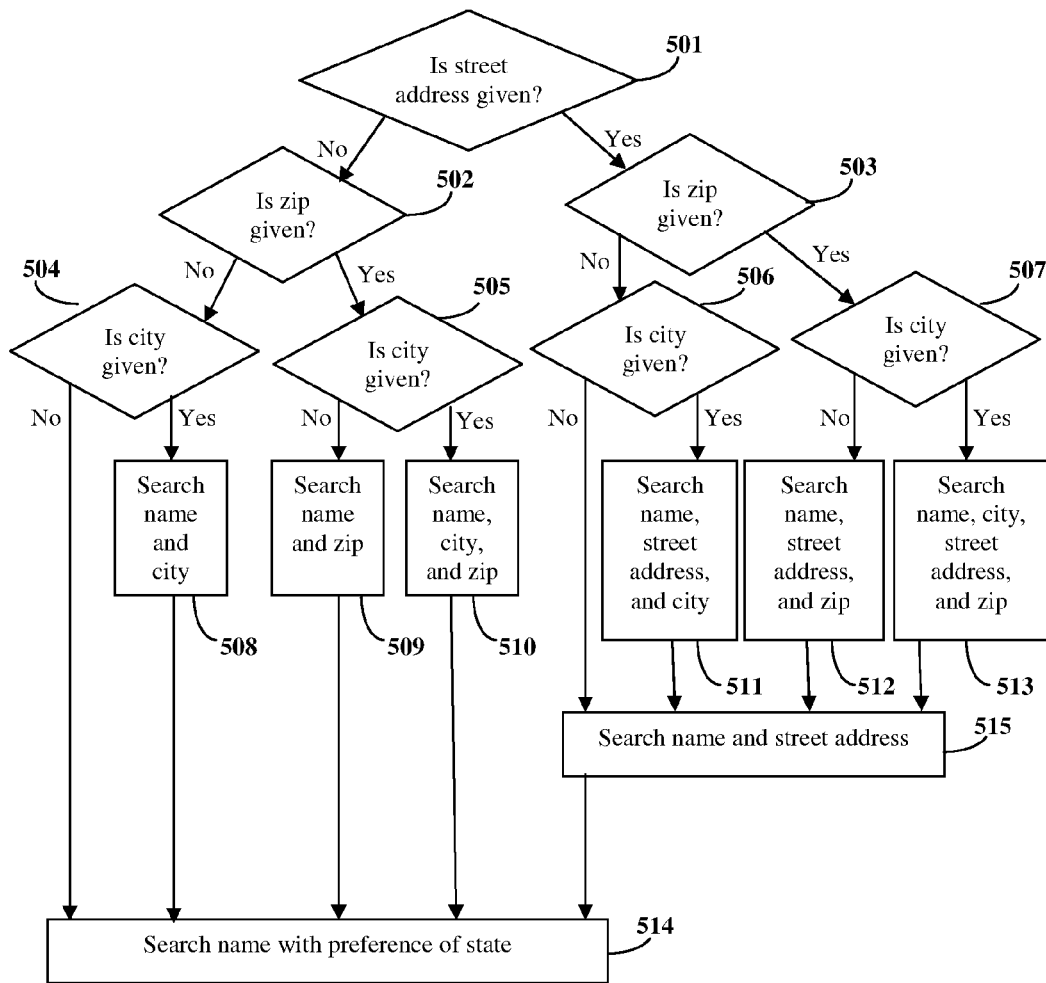 501
Is street
address given?
No
Yes
502
503
Is zip
given?
Is zip
given?
504
No
Yes
505
No
506
Yes
507
Is city
given?
Is city
given?
Is city
given?
Is city
given?
No
Yes
No
Yes
No
Yes
No
Yes
Search
name
and
city
Search
name
and zip
Search
name,
city,
and zip
Search
name,
street
address,
and city
Search
name,
street
address,
and zip
Search
name, city,
street
address,
and zip
508
509
510
511
512
513
Search name and street address
515
Search name with preference of state
514